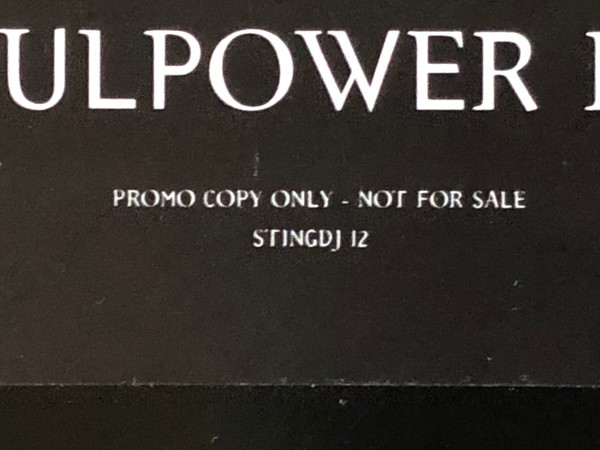 ULPOWER
PROMO COPY ONLY - NOT FOR SALE
STINGDJ 12